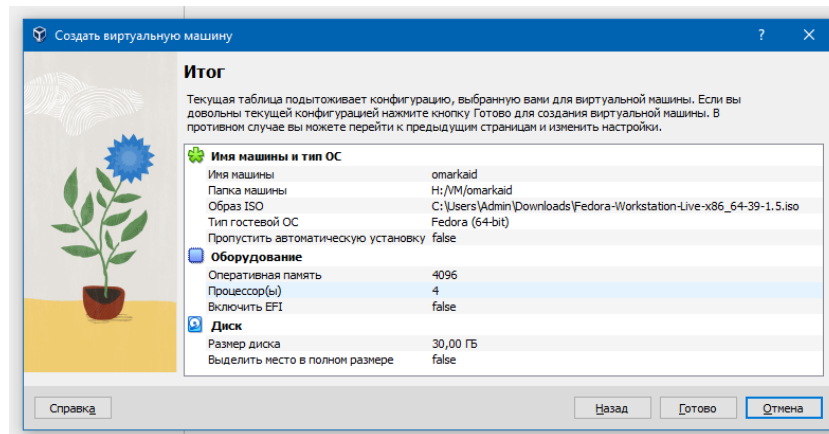 Создать виртуальную машину
Итог
Текущая таблица подытоживает конфигурацию, выбранную вами для виртуальной машины. Если вы
довольны текущей конфигурацией нажмите кнопку Готово для создания виртуальной машины. В
противном случае вы можете перейти к предыдущим страницам и изменить настройки.
Имя машины и тип ОС
Имя машины omarkaid
Папка машины H:/VM/omarkaid
Образ ISO C:\Users\Admin\Downloads\Fedora-Workstation-Live-x86_64-39-1.5.iso
Тип гостевой ОС Fedora (64-bit)
Пропустить автоматическую установку false
Оборудование
Оперативная память 4096
Процессор(ы) 4
Включить EFI false
Диск
Размер диска 30,00 ГБ
Выделить место в полном размере false
Справка Назад Готово Отмена